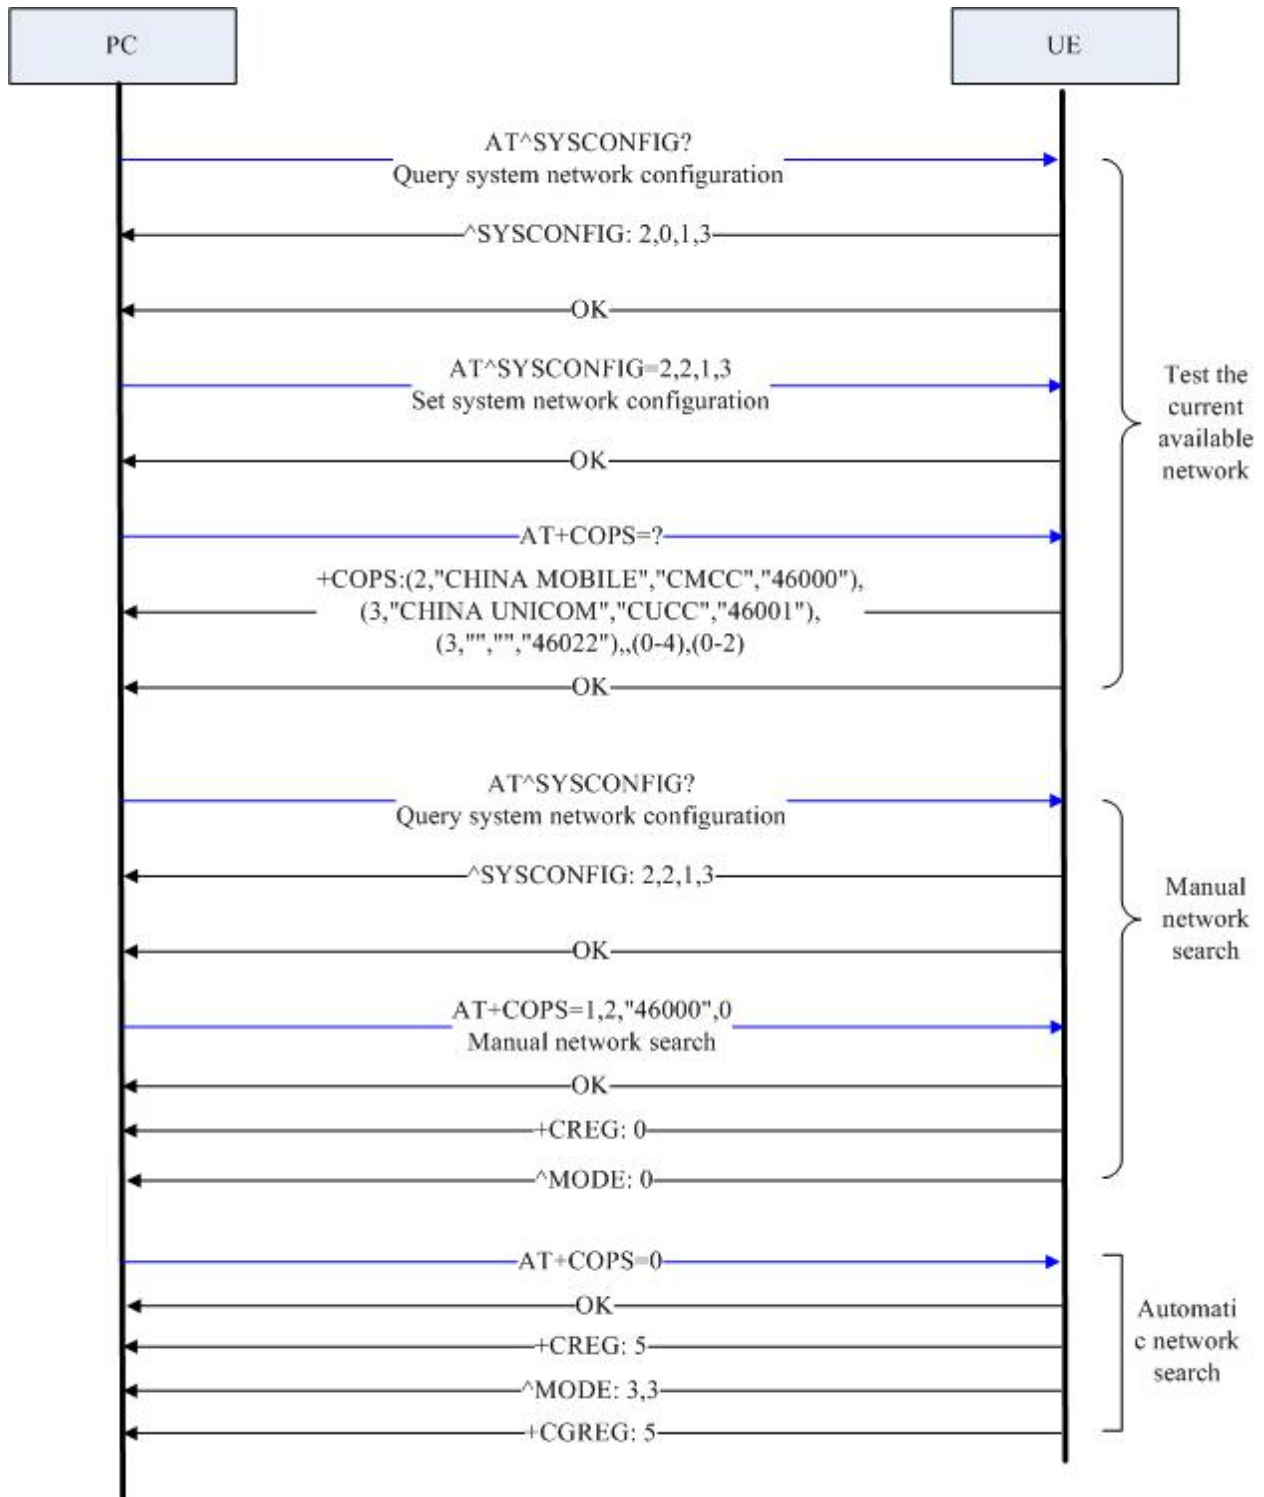 PC
UE
AT^SYSCONFIG?
Query system network configuration
^SYSCONFIG: 2,0,1,3
OK
AT^SYSCONFIG=2,2,1,3
Set system network configuration
OK
AT+COPS=?
+COPS:(2,"CHINA MOBILE","CMCC","46000"),
(3,"CHINA UNICOM","CUCC","46001"),
(3,"","","46022"),,(0-4),(0-2)
OK
Test the
current
available
network
AT^SYSCONFIG?
Query system network configuration
^SYSCONFIG: 2,2,1,3
OK
AT+COPS=1,2,"46000",0
Manual network search
OK
+CREG: 0
^MODE: 0
Manual
network
search
AT+COPS=0
OK
+CREG: 5
^MODE: 3,3
+CGREG: 5
Automati
c network
search